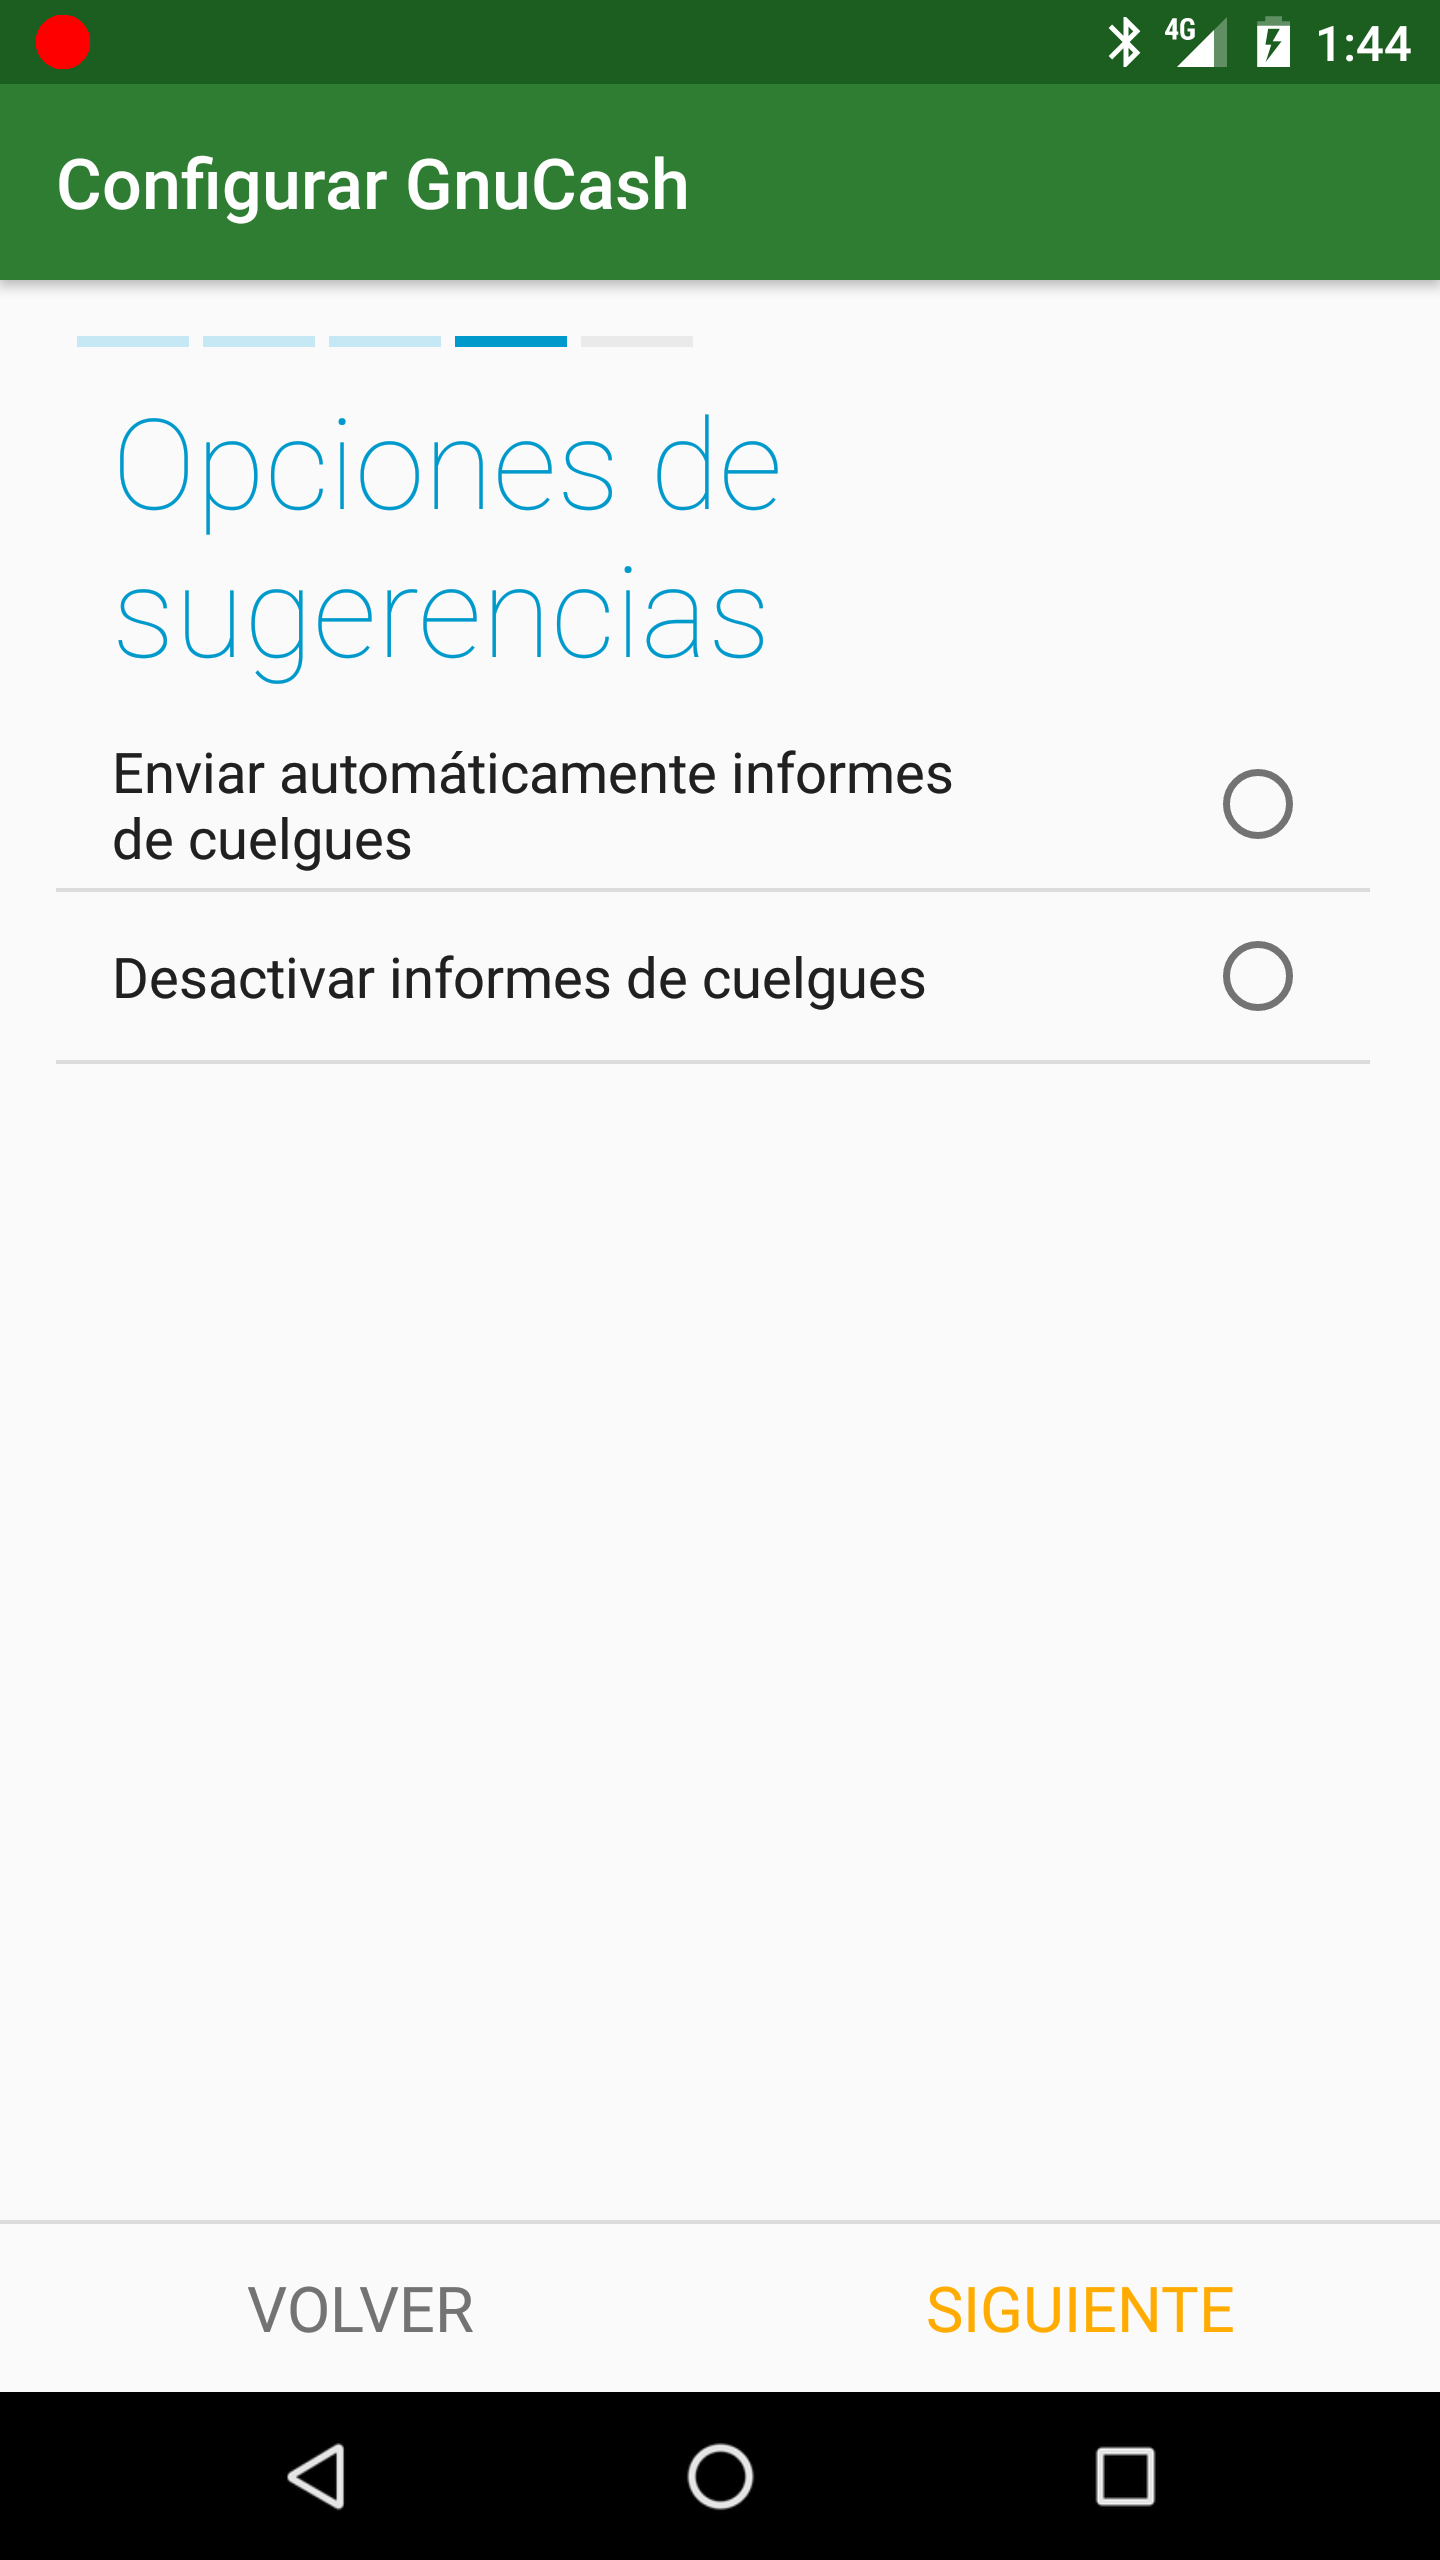 4G 1:44
Configurar GnuCash
Opciones de
sugerencias
Enviar automáticamente informes
de cuelgues
Desactivar informes de cuelgues
VOLVER SIGUIENTE